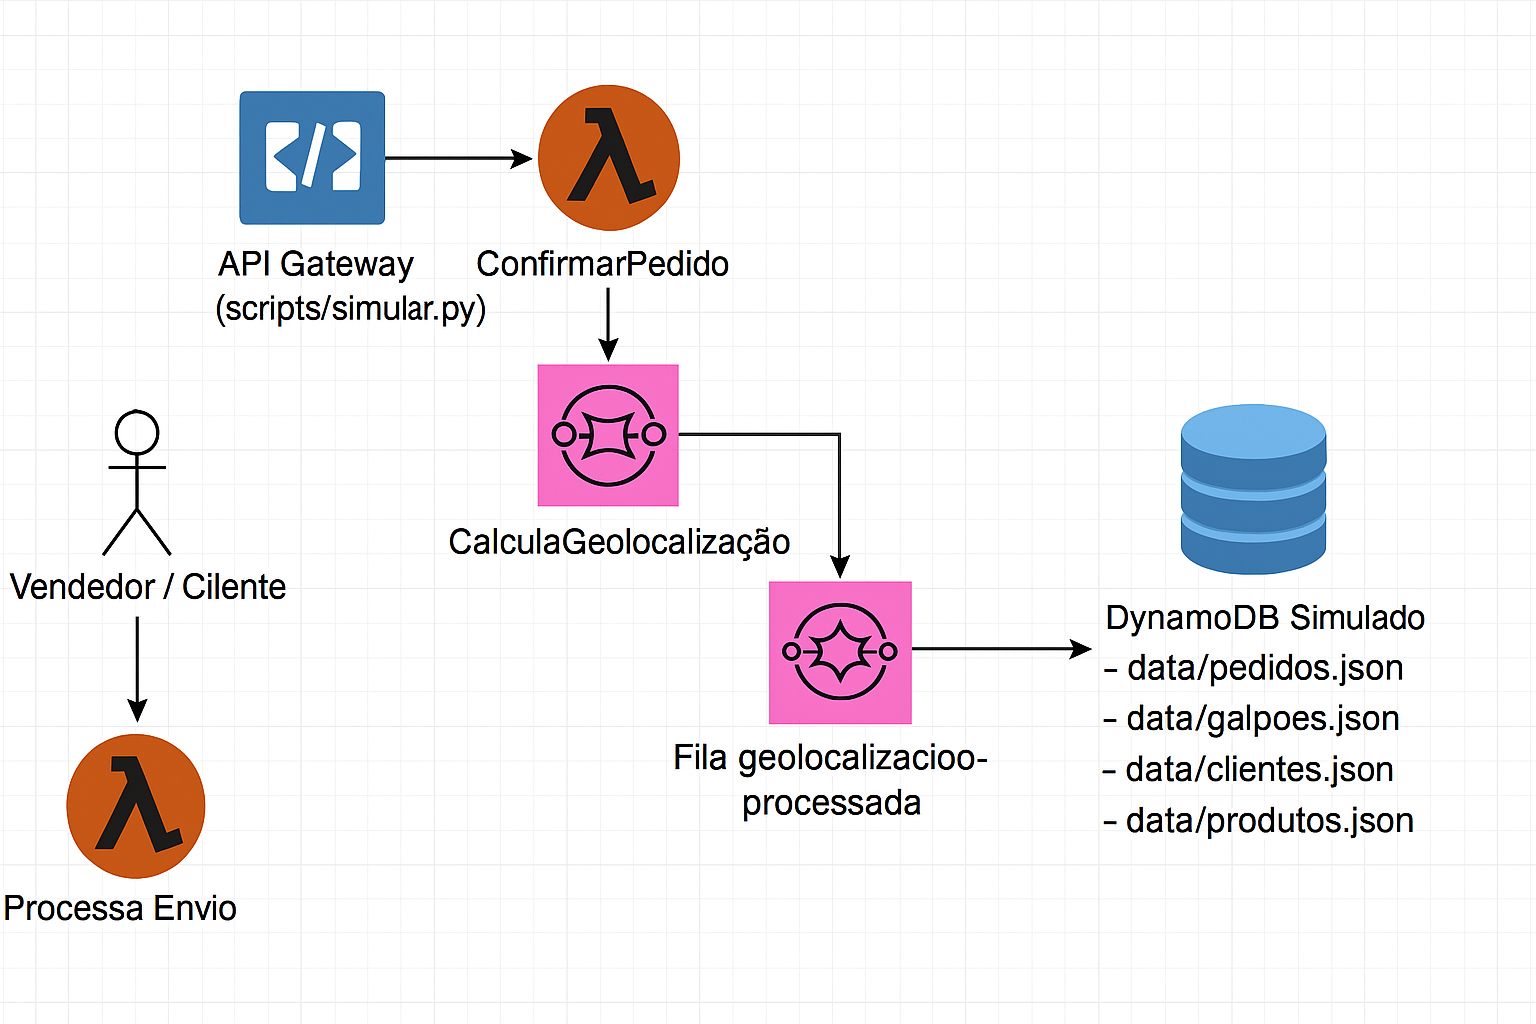 API Gateway
(scripts/simular.py)
ConfirmarPedido
CalculaGeolocalização
Vendedor / Cilente
Processa Envio
Fila geolocalizacioo-
processada
DynamoDB Simulado
- data/pedidos.json
- data/galpoes.json
- data/clientes.json
- data/produtos.json